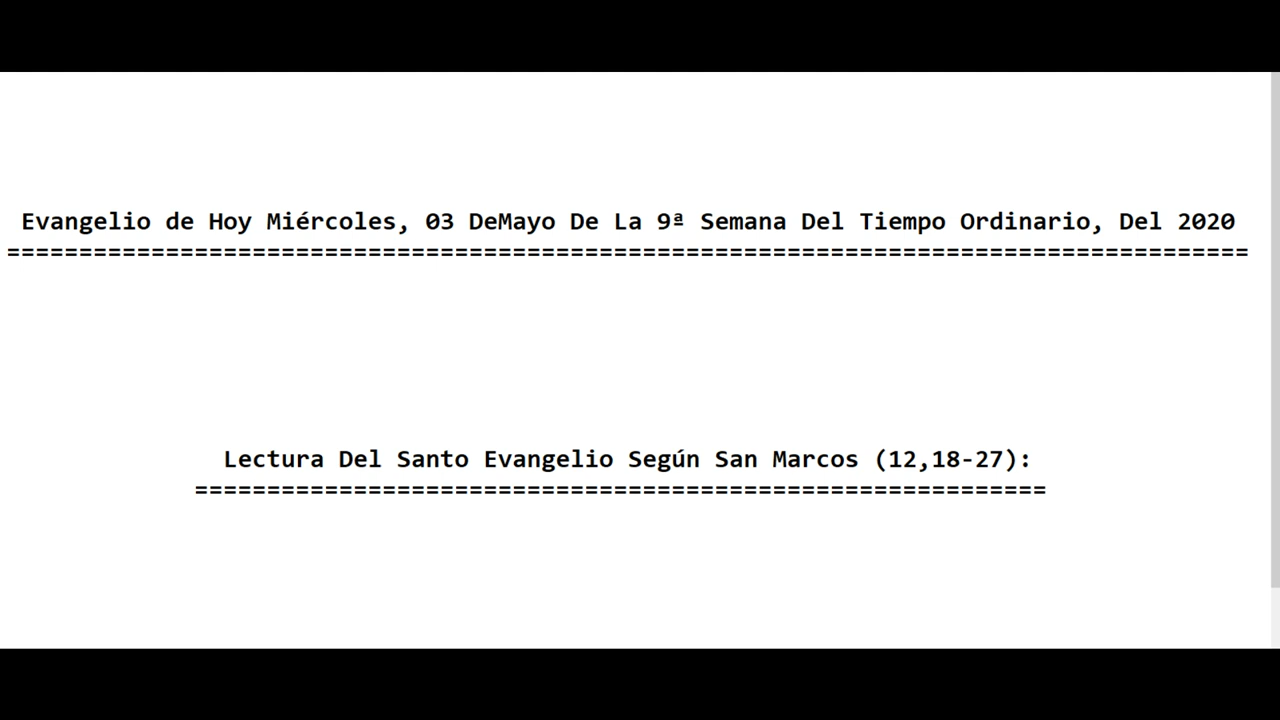 Evangelio de Hoy Miércoles, 03 DeMayo De La 9ª Semana Del Tiempo Ordinario, Del 2020
======================================================================================
Lectura Del Santo Evangelio Según San Marcos (12,18-27):
===========================================================